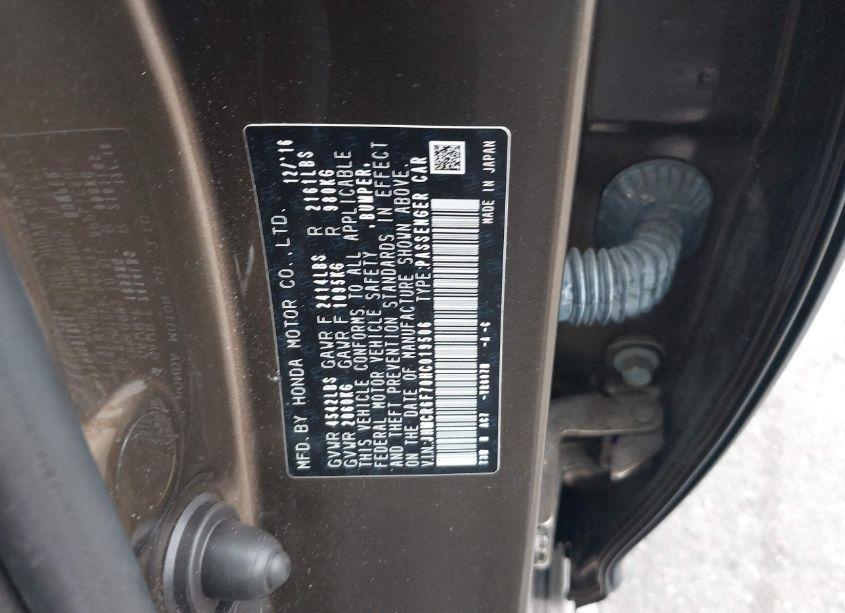 MFD. BY HONDA MOTOR CO., LTD. 12/'16
GVWR 4542LBS GAWR F 2414LBS R 2161LBS
GVWR 2060KG GAWR F 1095KG R 980KG
THIS VEHICLE CONFORMS TO ALL APPLICABLE
FEDERAL MOTOR VEHICLE SAFETY ,BUMPER,
AND THEFT PREVENTION STANDARDS IN EFFECT
ON THE DATE OF MANUFACTURE SHOWN ABOVE.
V.I.N:JHMCR6F70HC019506 TYPE:PASSENGER CAR
-A -C MADE IN JAPAN